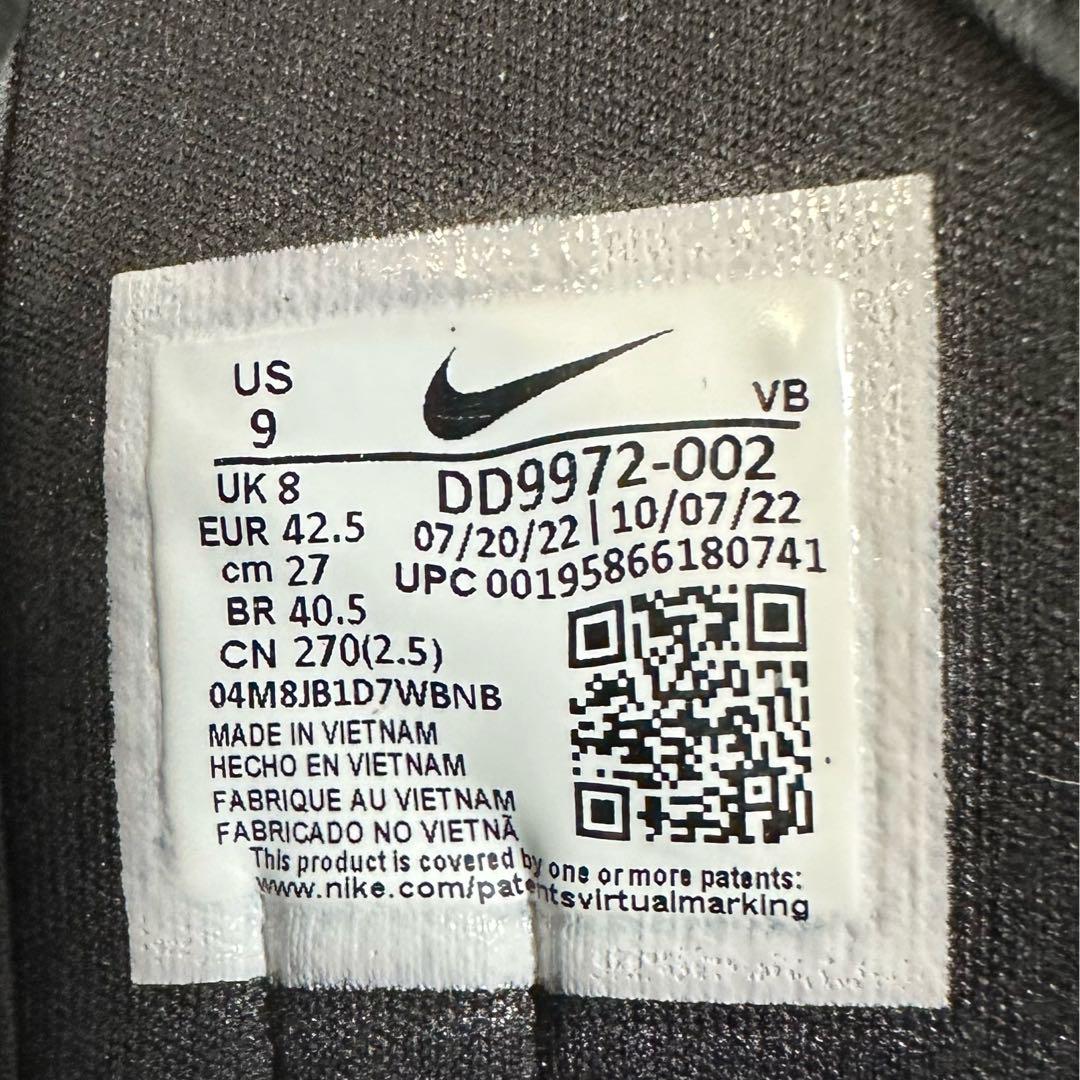 US
9
VB
UK 8
EUR 42.5
cm 27
BR 40.5
CN 270(2.5)
DD9972-002
07/20/22 | 10/07/22
UPC 00195866180741
04M8JB1D7WBNB
MADE IN VIETNAM
HECHO EN VIETNAM
FABRIQUE AU VIETNAM
FABRICADO NO VIETNÃ
This product is covered by one or more patents:
www.nike.com/patentsvirtualmarking